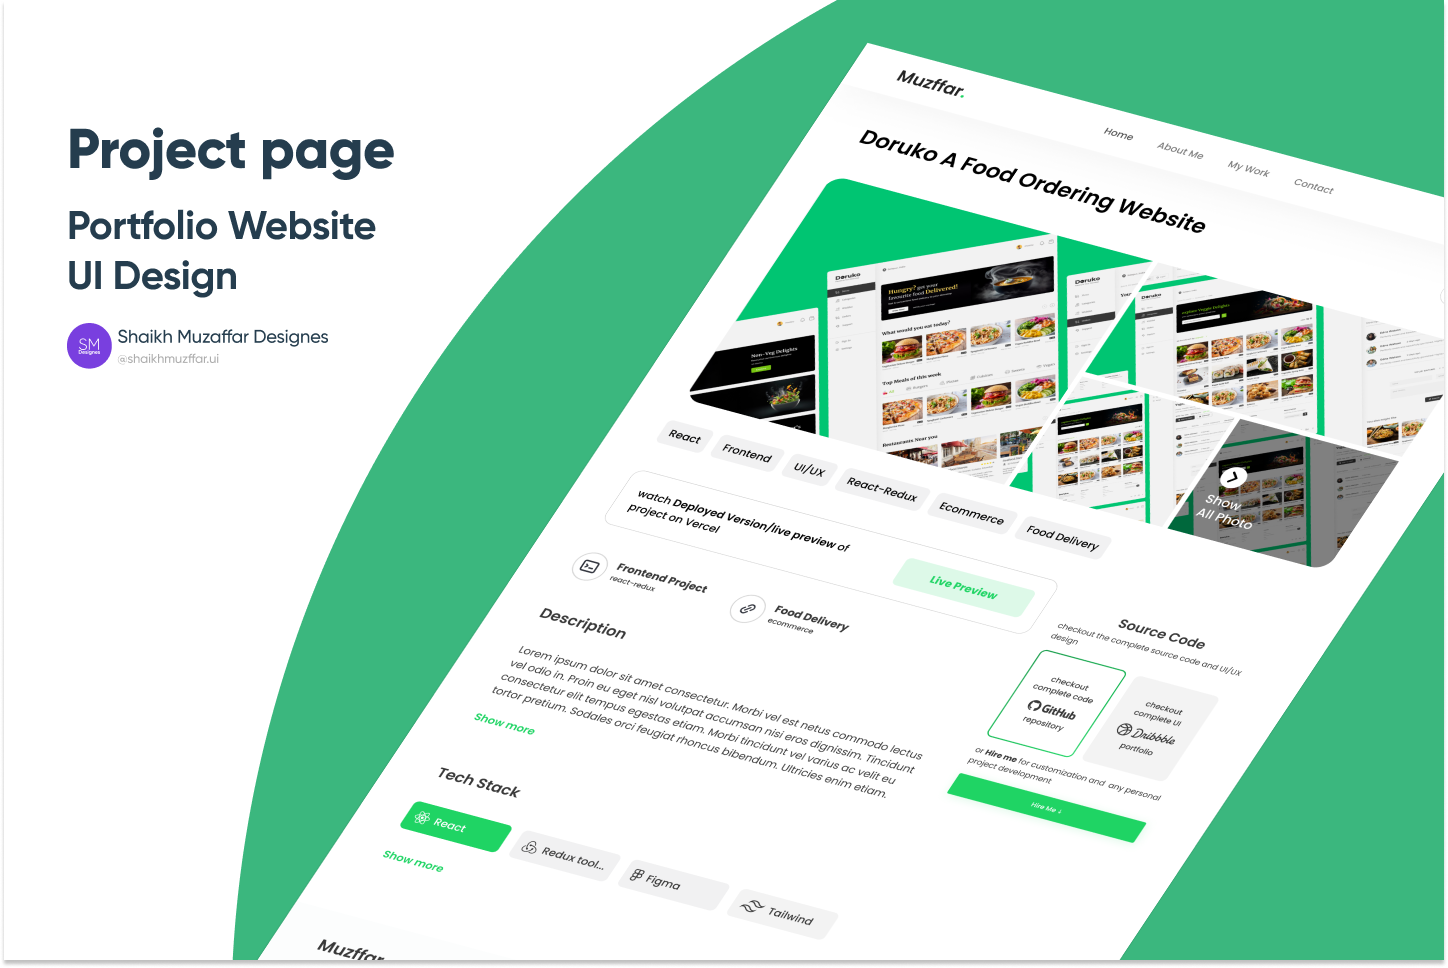 Project page
Portfolio Website
UI Design
SM
Designes
Shaikh Muzaffar Designes
@shaikhmuzffar.ui
Muzffar.
Home
About Me
My Work
Contact
Doruko A Food Ordering Website
Doruko
Hungry? get your
favourite food Delivered!
What would you eat today?
Top Meals of this week
Restaurants Near you
Non-Veg Delights
Doruko
Doruko
explore Veggie Delights
Show
All Photo
React
Frontend
UI/UX
React-Redux
Ecommerce
Food Delivery
watch Deployed Version/live preview of
project on Vercel
Live Preview
Frontend Project
react-redux
Food Delivery
ecommerce
Description
Lorem ipsum dolor sit amet consectetur. Morbi vel est netus commodo lectus
vel odio in. Proin eu eget nisl volutpat accumsan nisi eros dignissim. Tincidunt
consectetur elit tempus egestas etiam. Morbi tincidunt vel varius ac velit eu
tortor pretium. Sodales orci feugiat rhoncus bibendum. Ultricies enim etiam.
Show more
Source Code
checkout the complete source code and UI/UX
design
checkout
complete code
GitHub
repository
checkout
complete UI
Dribbble
portfolio
or Hire me for customization and any personal
project development
Hire Me ↓
Tech Stack
React
Redux tool...
Figma
Tailwind
Show more
Muzffar